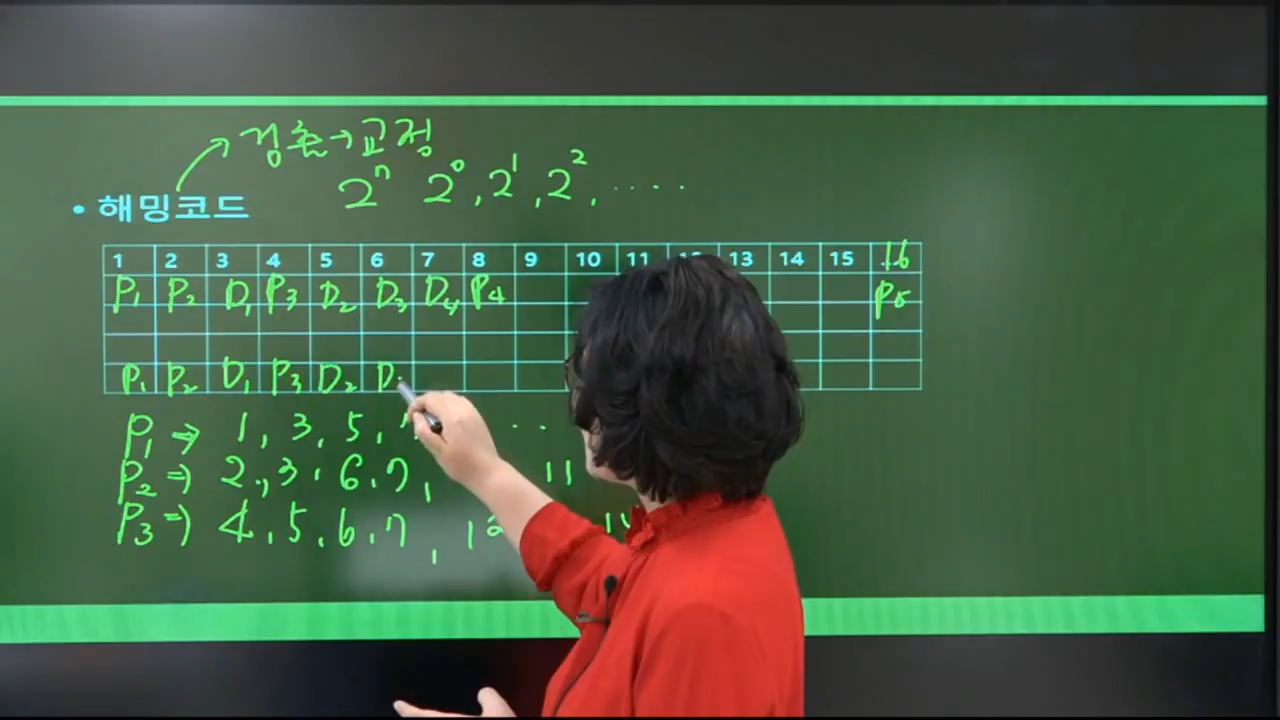 검출→교정
2ⁿ 2⁰, 2¹, 2², ....
• 해밍코드
1 2 3 4 5 6 7 8 9 10 11 13 14 15 16
P₁ P₂ D₁ P₃ D₂ D₃ D₄ P₄ P₅
P₁ P₂ D₁ P₃ D₂ D
P₁ ⇒ 1, 3, 5, ..
P₂ ⇒ 2, 3, 6, 7, 11
P₃ ⇒ 4, 5, 6, 7, 12